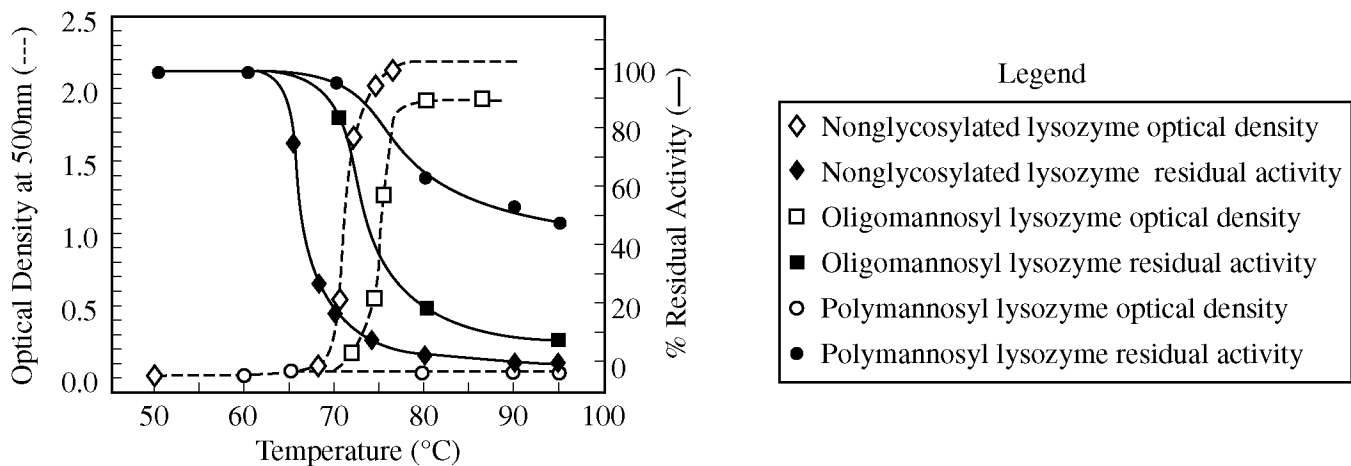 Optical Density at 500nm (---)
2.5
2.0
1.5
1.0
0.5
0.0
50 60 70 80 90 100
Temperature (°C)
100
80
60
40
20
0
% Residual Activity (—)
Legend
Nonglycosylated lysozyme optical density
Nonglycosylated lysozyme residual activity
Oligomannosyl lysozyme optical density
Oligomannosyl lysozyme residual activity
Polymannosyl lysozyme optical density
Polymannosyl lysozyme residual activity